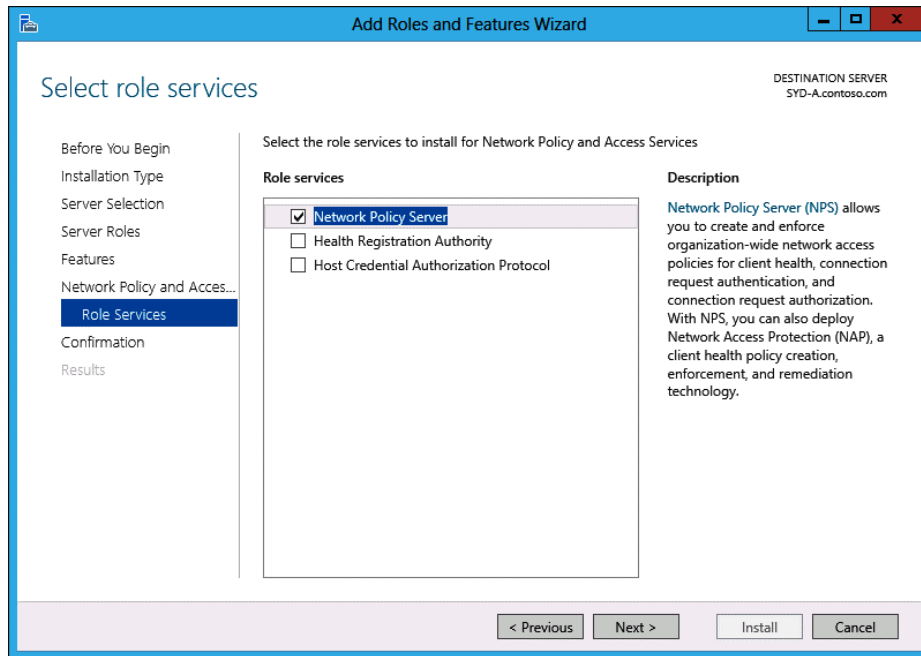 Add Roles and Features Wizard
Select role services
DESTINATION SERVER
SYD-A.contoso.com
Before You Begin
Installation Type
Server Selection
Server Roles
Features
Network Policy and Acces...
Role Services
Confirmation
Results
Select the role services to install for Network Policy and Access Services
Role services
Network Policy Server
Health Registration Authority
Host Credential Authorization Protocol
Description
Network Policy Server (NPS) allows
you to create and enforce
organization-wide network access
policies for client health, connection
request authentication, and
connection request authorization.
With NPS, you can also deploy
Network Access Protection (NAP), a
client health policy creation,
enforcement, and remediation
technology.
< Previous
Next >
Install
Cancel